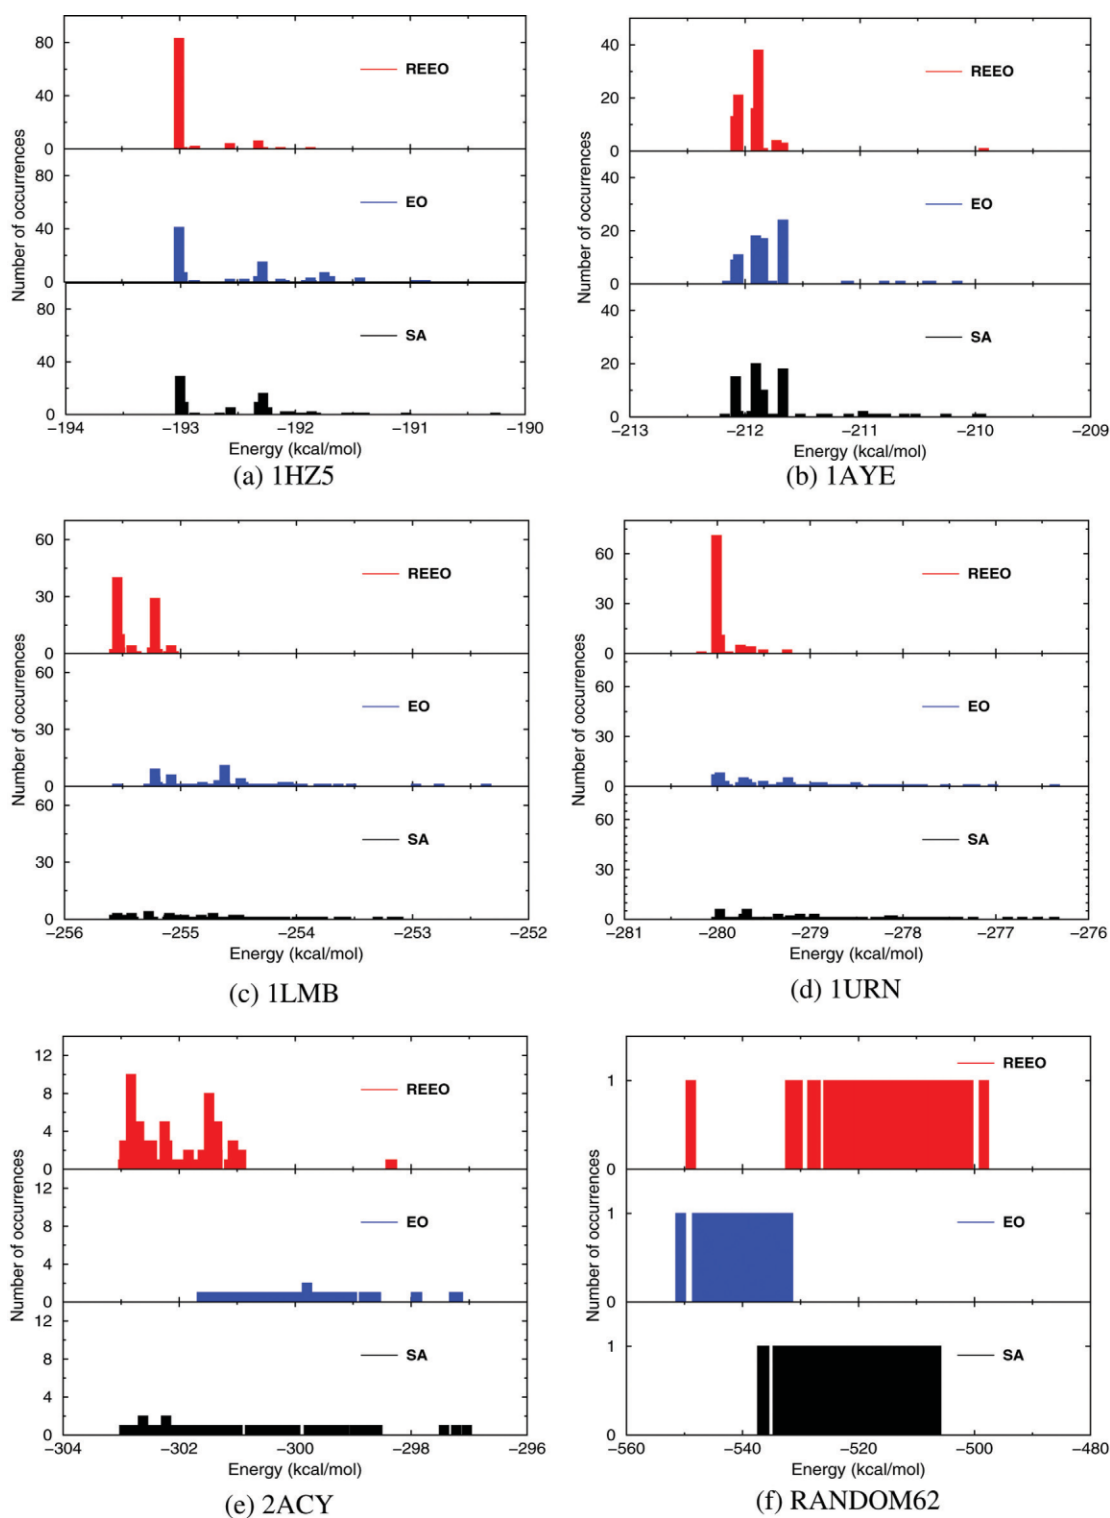 80
REEO
40
0
80
EO
40
0
80
SA
40
0
−194 −193 −192 −191 −190
Number of occurrences
Energy (kcal/mol)
(a) 1HZ5
40
REEO
20
0
40
EO
20
0
40
SA
20
0
−213 −212 −211 −210 −209
Number of occurrences
Energy (kcal/mol)
(b) 1AYE
60
REEO
30
0
60
EO
30
0
60
SA
30
0
−256 −255 −254 −253 −252
Number of occurrences
Energy (kcal/mol)
(c) 1LMB
60
REEO
30
0
60
EO
30
0
60
SA
30
0
−281 −280 −279 −278 −277 −276
Number of occurrences
Energy (kcal/mol)
(d) 1URN
12
REEO
8
4
0
12
EO
8
4
0
12
SA
8
4
0
−304 −302 −300 −298 −296
Number of occurrences
Energy (kcal/mol)
(e) 2ACY
REEO
1
0
1
EO
0
1
SA
0
−560 −540 −520 −500 −480
Number of occurrences
Energy (kcal/mol)
(f) RANDOM62